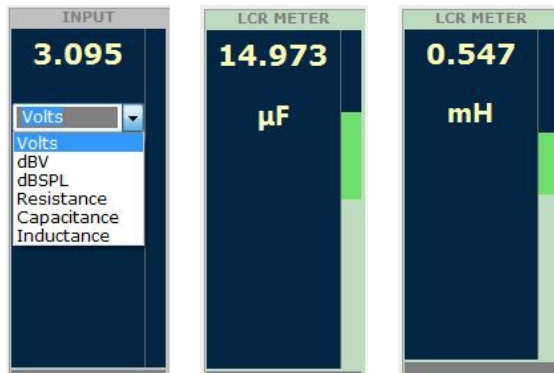 INPUT
3.095
Volts
Volts
dBV
dBSPL
Resistance
Capacitance
Inductance
LCR METER
14.973
µF
LCR METER
0.547
mH